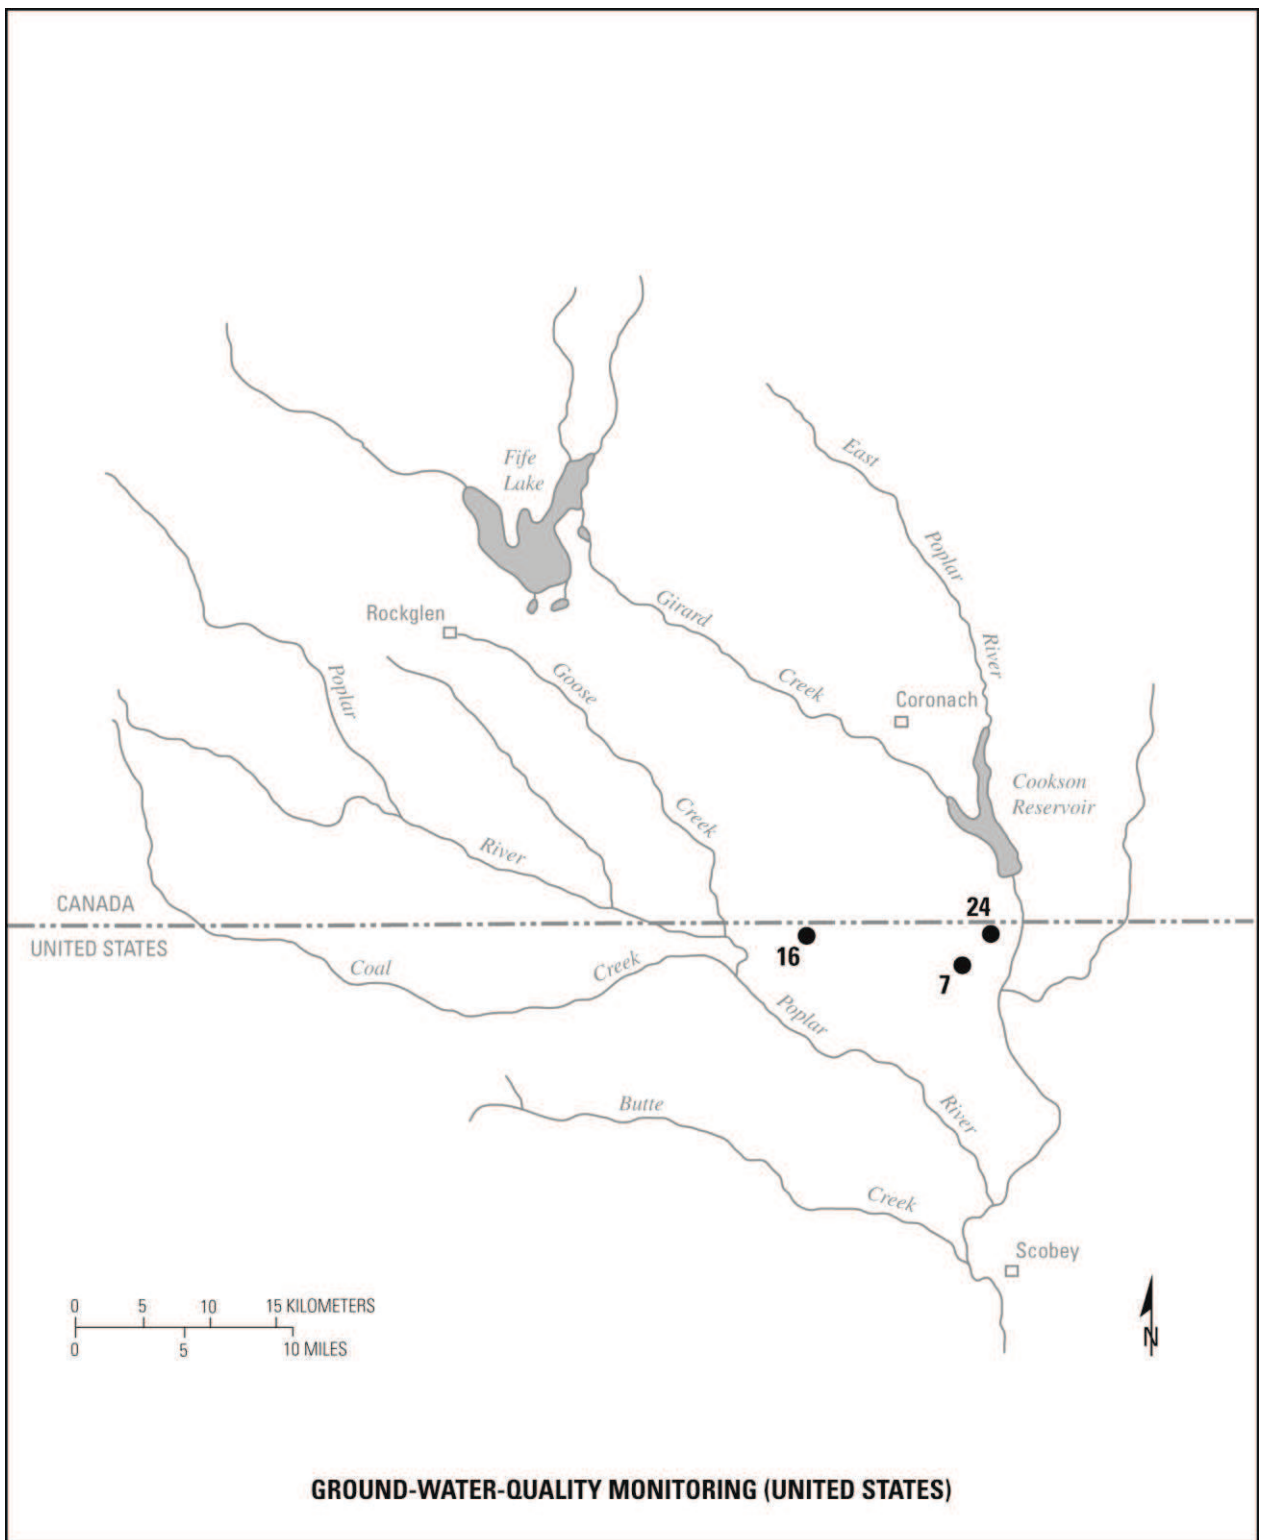 Fife
Lake
East
Poplar
River
Rockglen
Girard
Creek
Goose
Creek
Coronach
Poplar
River
Cookson
Reservoir
CANADA
UNITED STATES
24
16
7
Coal
Creek
Poplar
River
Butte
Creek
Scobey
0 5 10 15 KILOMETERS
0 5 10 MILES
N
GROUND-WATER-QUALITY MONITORING (UNITED STATES)